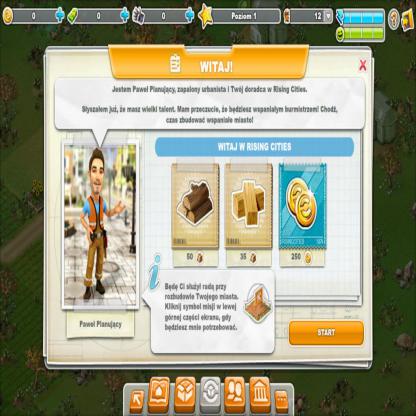 0 0 0 Poziom 1 12
WITAJ!
Jestem Paweł Planujący, zapalony urbanista i Twój doradca w Rising Cities.
Słyszałem już, że masz wielki talent. Mam przeczucie, że będziesz wspaniałym burmistrzem! Chodź,
czas zbudować wspaniałe miasto!
WITAJ W RISING CITIES
50 35 250
Będę Ci służył radą przy
rozbudowie Twojego miasta.
Kliknij symbol misji w lewej
górnej części ekranu, gdy
będziesz mnie potrzebować.
Paweł Planujący
START